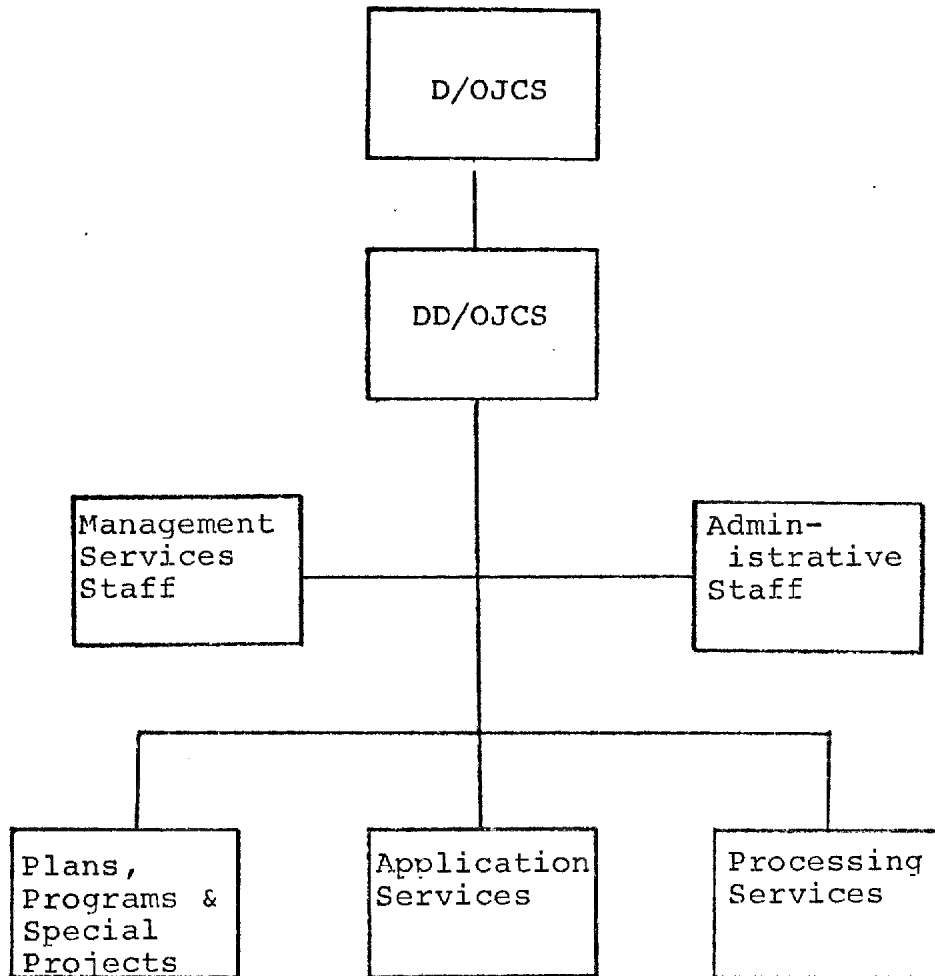 D/OJCS
DD/OJCS
Management
Services
Staff
Admin-
istrative
Staff
Plans,
Programs &
Special
Projects
Application
Services
Processing
Services